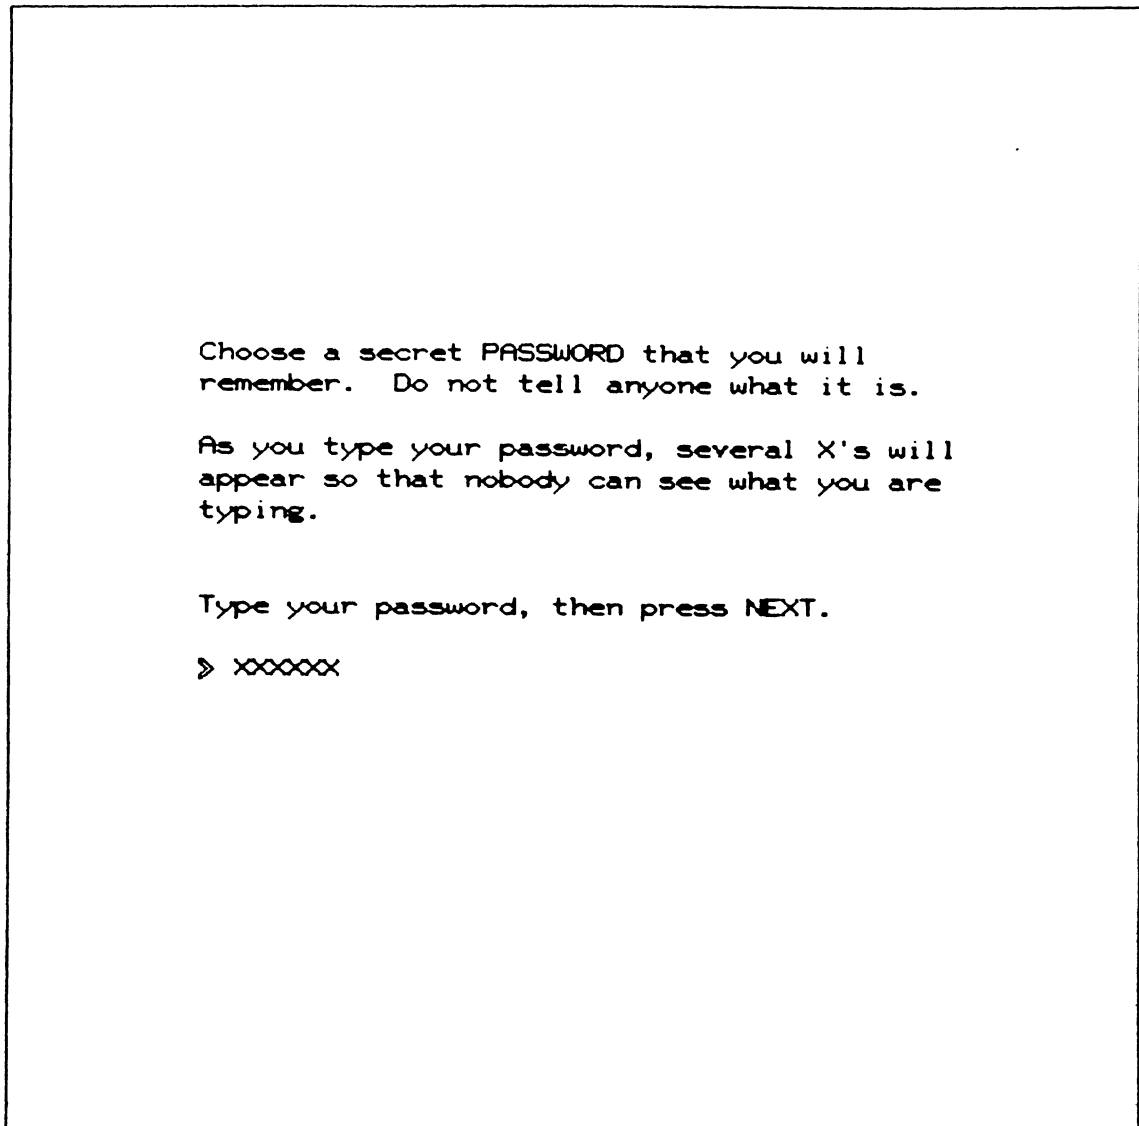 Choose a secret PASSWORD that you will
remember.  Do not tell anyone what it is.
As you type your password, several X's will
appear so that nobody can see what you are
typing.
Type your password, then press NEXT.
> XXXXXX